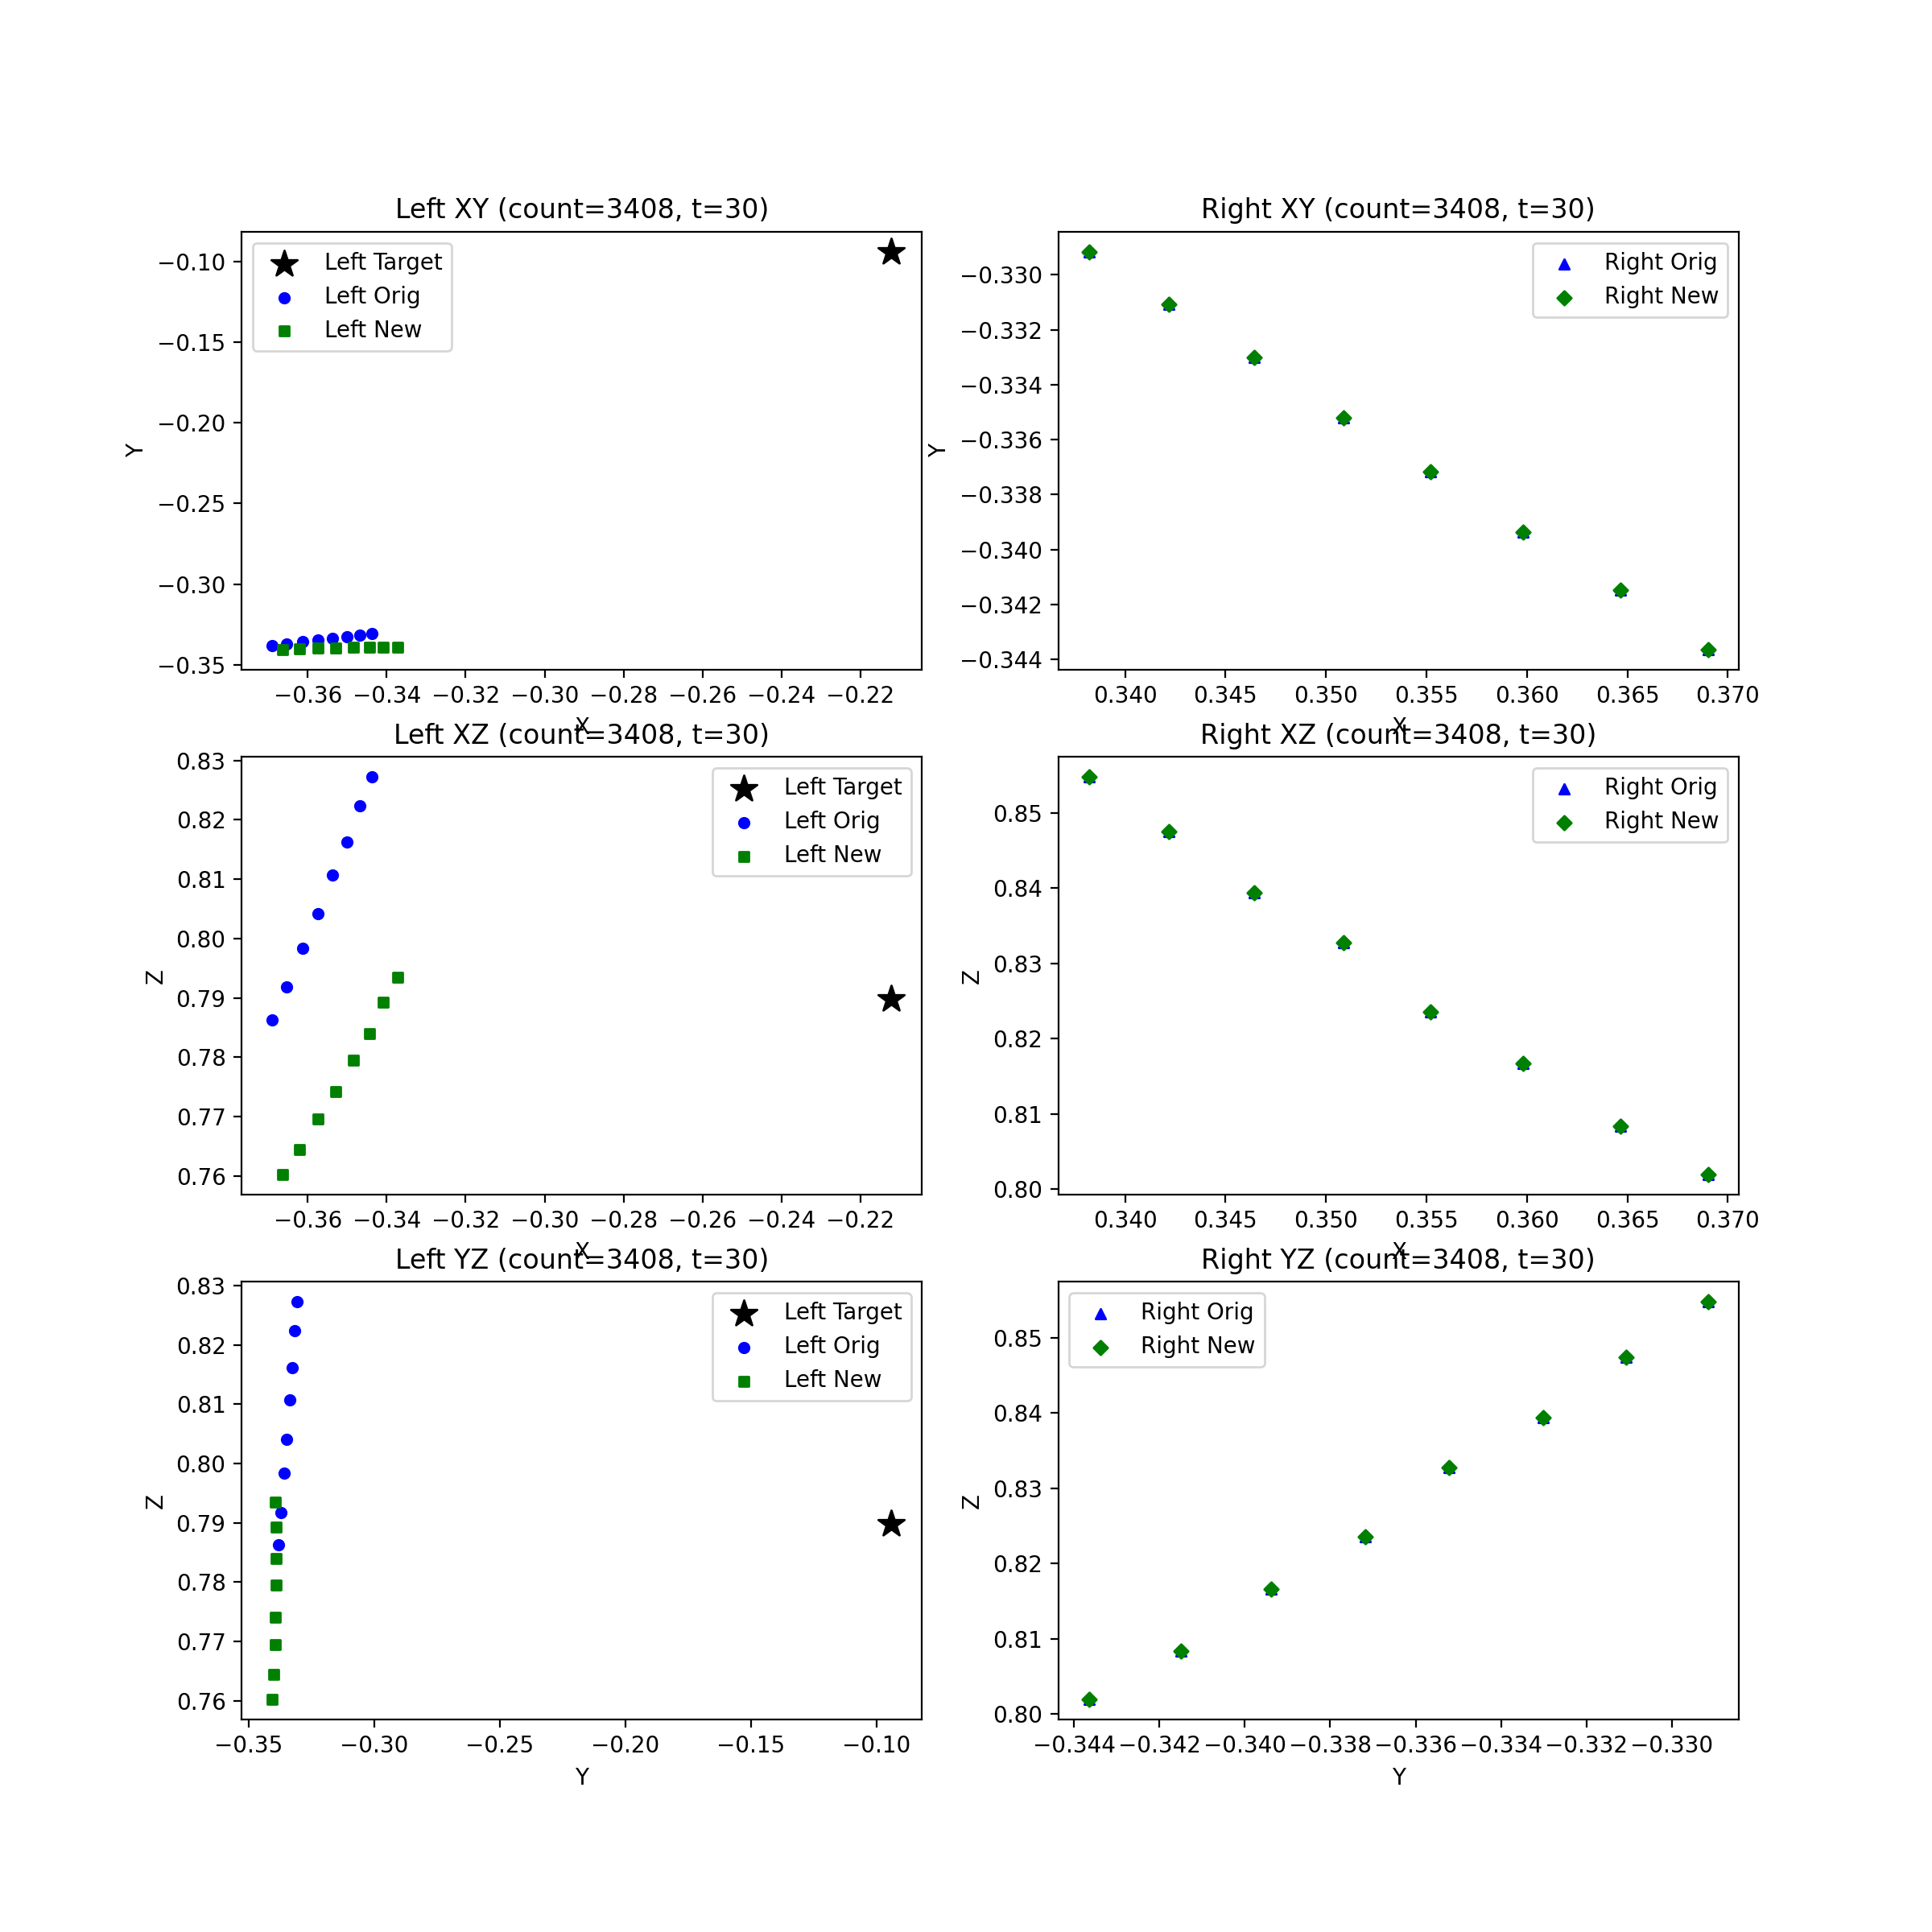 Left XY (count=3408, t=30)
Left Target
Left Orig
Left New
−0.10
−0.15
−0.20
−0.25
−0.30
−0.35
Y
−0.36
−0.34
−0.32
−0.30
−0.28
−0.26
−0.24
−0.22
X
Right XY (count=3408, t=30)
Right Orig
Right New
−0.330
−0.332
−0.334
−0.336
−0.338
−0.340
−0.342
−0.344
Y
0.340
0.345
0.350
0.355
0.360
0.365
0.370
X
Left XZ (count=3408, t=30)
Left Target
Left Orig
Left New
0.83
0.82
0.81
0.80
0.79
0.78
0.77
0.76
Z
−0.36
−0.34
−0.32
−0.30
−0.28
−0.26
−0.24
−0.22
X
Right XZ (count=3408, t=30)
Right Orig
Right New
0.85
0.84
0.83
0.82
0.81
0.80
Z
0.340
0.345
0.350
0.355
0.360
0.365
0.370
X
Left YZ (count=3408, t=30)
Left Target
Left Orig
Left New
0.83
0.82
0.81
0.80
0.79
0.78
0.77
0.76
Z
−0.35
−0.30
−0.25
−0.20
−0.15
−0.10
Y
Right YZ (count=3408, t=30)
Right Orig
Right New
0.85
0.84
0.83
0.82
0.81
0.80
Z
−0.344
−0.342
−0.340
−0.338
−0.336
−0.334
−0.332
−0.330
Y